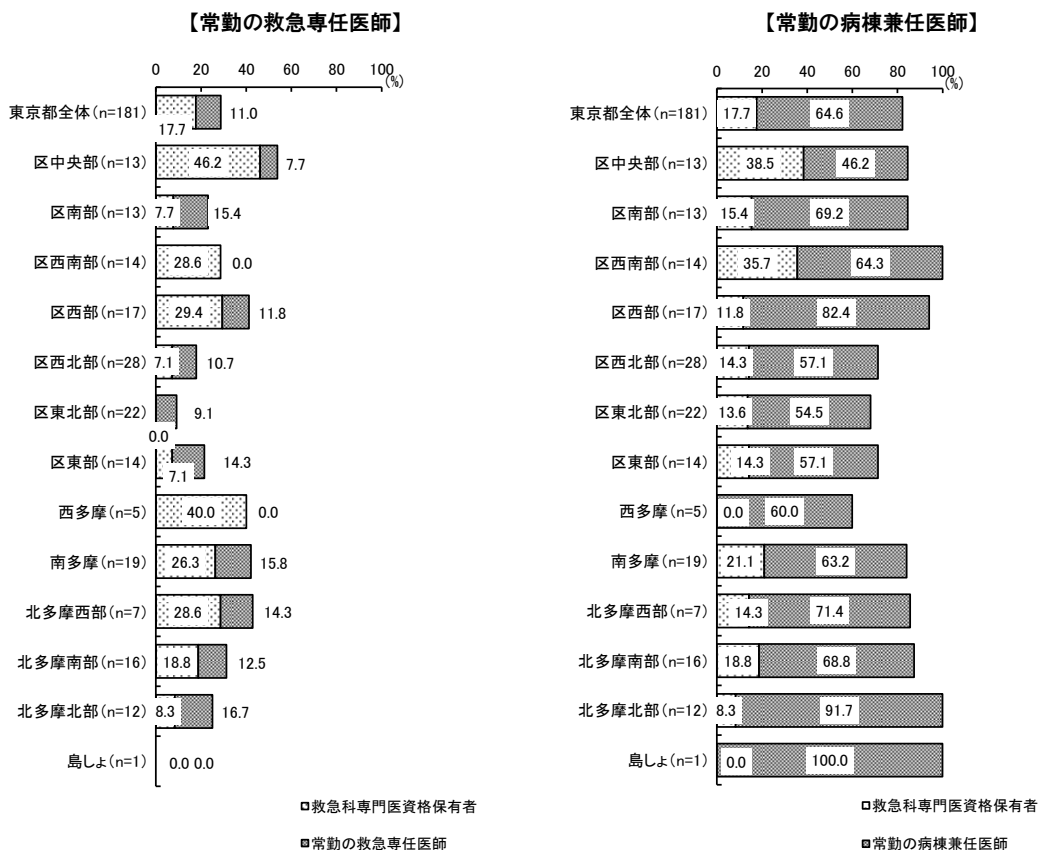 【常勤の救急専任医師】
0 20 40 60 80 100
(%)
東京都全体(n=181) 17.7 11.0
区中央部(n=13) 46.2 7.7
区南部(n=13) 7.7 15.4
区西南部(n=14) 28.6 0.0
区西部(n=17) 29.4 11.8
区西北部(n=28) 7.1 10.7
区東北部(n=22) 0.0 9.1
区東部(n=14) 7.1 14.3
西多摩(n=5) 40.0 0.0
南多摩(n=19) 26.3 15.8
北多摩西部(n=7) 28.6 14.3
北多摩南部(n=16) 18.8 12.5
北多摩北部(n=12) 8.3 16.7
島しょ(n=1) 0.0 0.0
救急科専門医資格保有者
常勤の救急専任医師
【常勤の病棟兼任医師】
0 20 40 60 80 100
(%)
東京都全体(n=181) 17.7 64.6
区中央部(n=13) 38.5 46.2
区南部(n=13) 15.4 69.2
区西南部(n=14) 35.7 64.3
区西部(n=17) 11.8 82.4
区西北部(n=28) 14.3 57.1
区東北部(n=22) 13.6 54.5
区東部(n=14) 14.3 57.1
西多摩(n=5) 0.0 60.0
南多摩(n=19) 21.1 63.2
北多摩西部(n=7) 14.3 71.4
北多摩南部(n=16) 18.8 68.8
北多摩北部(n=12) 8.3 91.7
島しょ(n=1) 0.0 100.0
救急科専門医資格保有者
常勤の病棟兼任医師